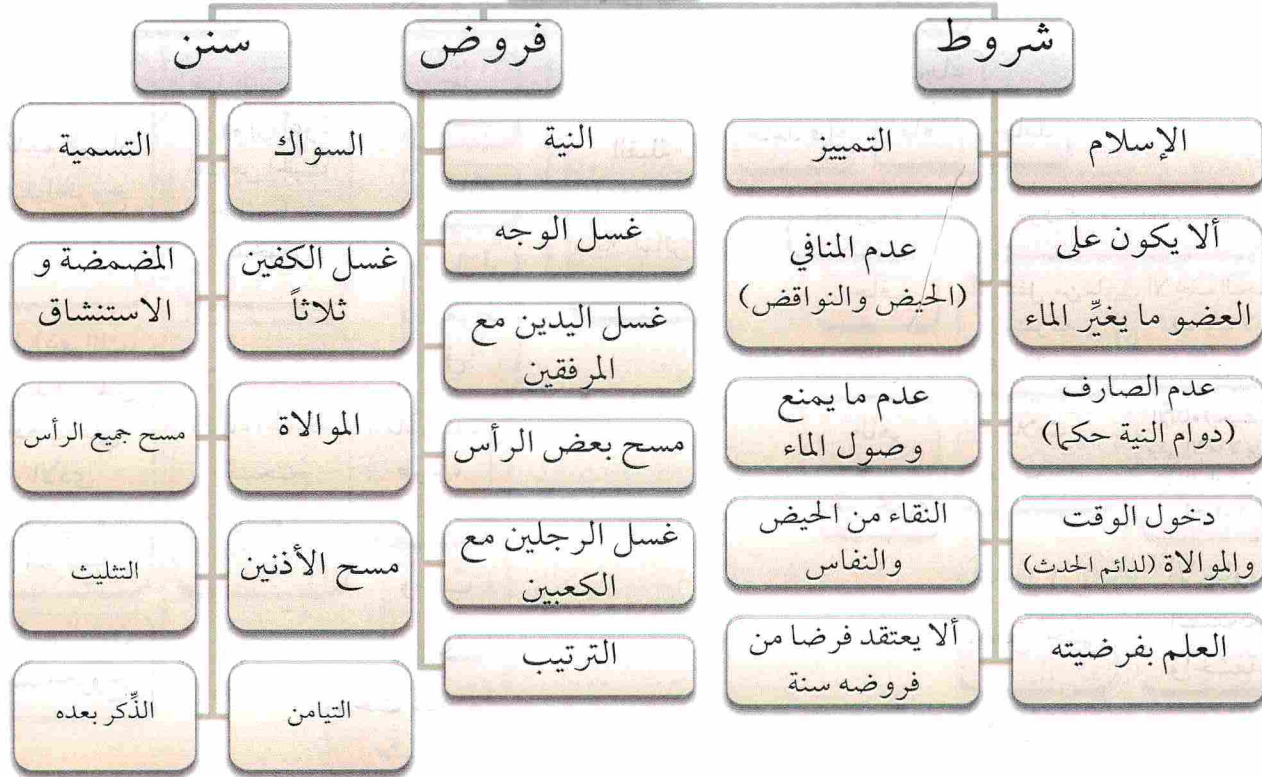 شروط
الإسلام
التمييز
ألا يكون على
العضو ما يغيِّر الماء
عدم المنافي
(الحيض والنواقض)
عدم الصارف
(دوام النية حكما)
عدم ما يمنع
وصول الماء
دخول الوقت
والموالاة (لدائم الحدث)
النقاء من الحيض
والنفاس
العلم بفرضيته
ألا يعتقد فرضا من
فروضه سنة
فروض
النية
غسل الوجه
غسل اليدين مع
المرفقين
مسح بعض الرأس
غسل الرجلين مع
الكعبين
الترتيب
سنن
السواك
التسمية
غسل الكفين
ثلاثاً
المضمضة و
الاستنشاق
الموالاة
مسح جميع الرأس
مسح الأذنين
التثليث
التيامن
الذِّكر بعده